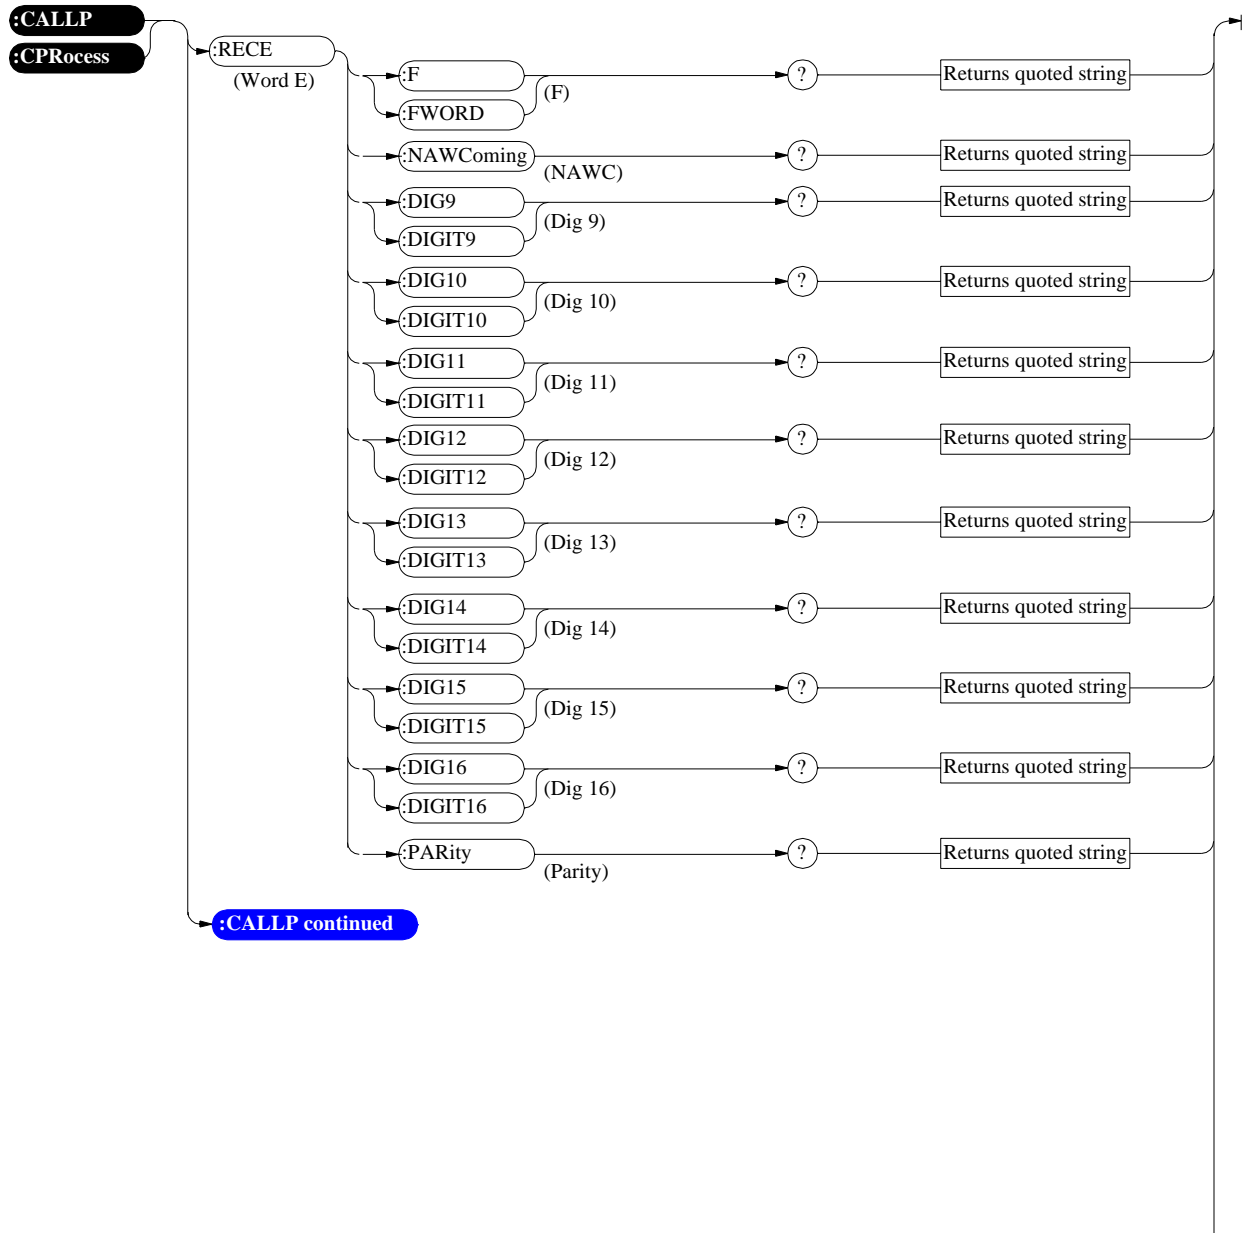 :CALLP
:CPRocess
:RECE
(Word E)
:F
:FWORD
(F)
?
Returns quoted string
:NAWComing
(NAWC)
?
Returns quoted string
:DIG9
:DIGIT9
(Dig 9)
?
Returns quoted string
:DIG10
:DIGIT10
(Dig 10)
?
Returns quoted string
:DIG11
:DIGIT11
(Dig 11)
?
Returns quoted string
:DIG12
:DIGIT12
(Dig 12)
?
Returns quoted string
:DIG13
:DIGIT13
(Dig 13)
?
Returns quoted string
:DIG14
:DIGIT14
(Dig 14)
?
Returns quoted string
:DIG15
:DIGIT15
(Dig 15)
?
Returns quoted string
:DIG16
:DIGIT16
(Dig 16)
?
Returns quoted string
:PARity
(Parity)
?
Returns quoted string
:CALLP continued